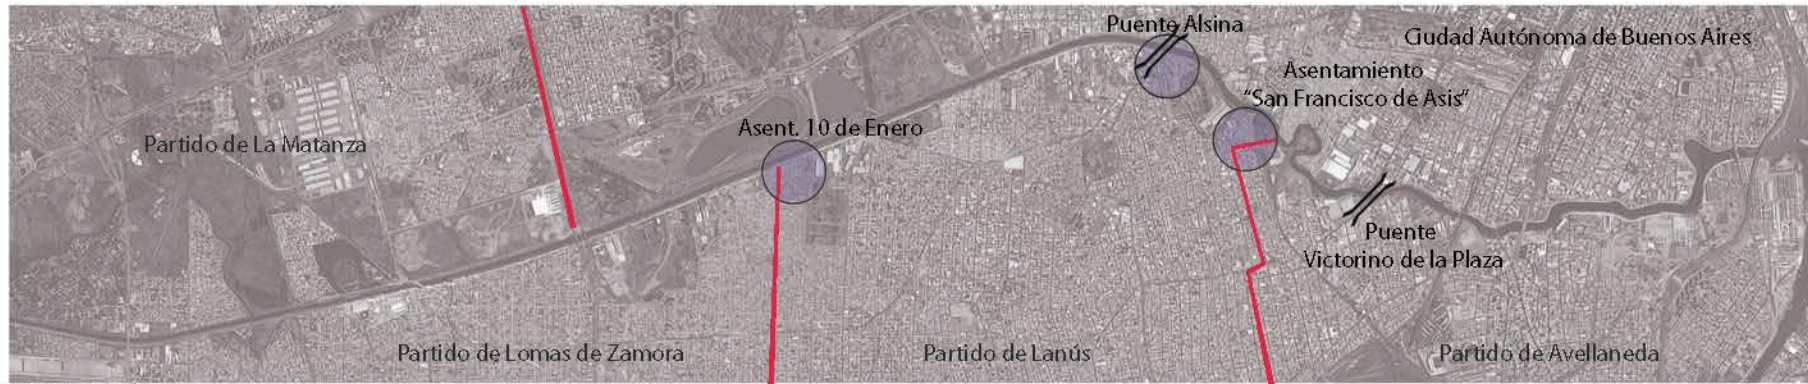 Puente Alsina
Ciudad Autónoma de Buenos Aires
Asentamiento
"San Francisco de Asis"
Asent. 10 de Enero
Partido de La Matanza
Puente
Victorino de la Plaza
Partido de Lomas de Zamora
Partido de Lanús
Partido de Avellaneda